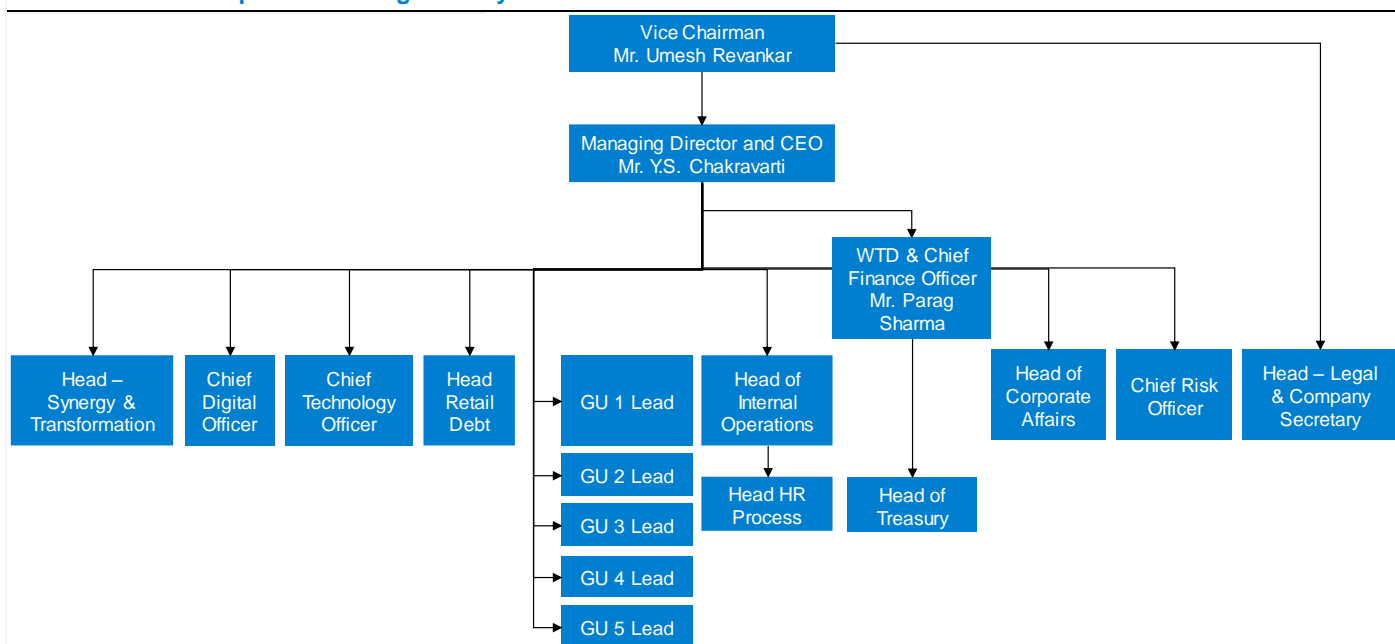 Vice Chairman
Mr. Umesh Revankar
Managing Director and CEO
Mr. Y.S. Chakravarti
WTD & Chief
Finance Officer
Mr. Parag
Sharma
Head –
Synergy &
Transformation
Chief
Digital
Officer
Chief
Technology
Officer
Head
Retail
Debt
GU 1 Lead
Head of
Internal
Operations
Head of
Corporate
Affairs
Chief Risk
Officer
Head – Legal
& Company
Secretary
GU 2 Lead
GU 3 Lead
GU 4 Lead
GU 5 Lead
Head HR
Process
Head of
Treasury